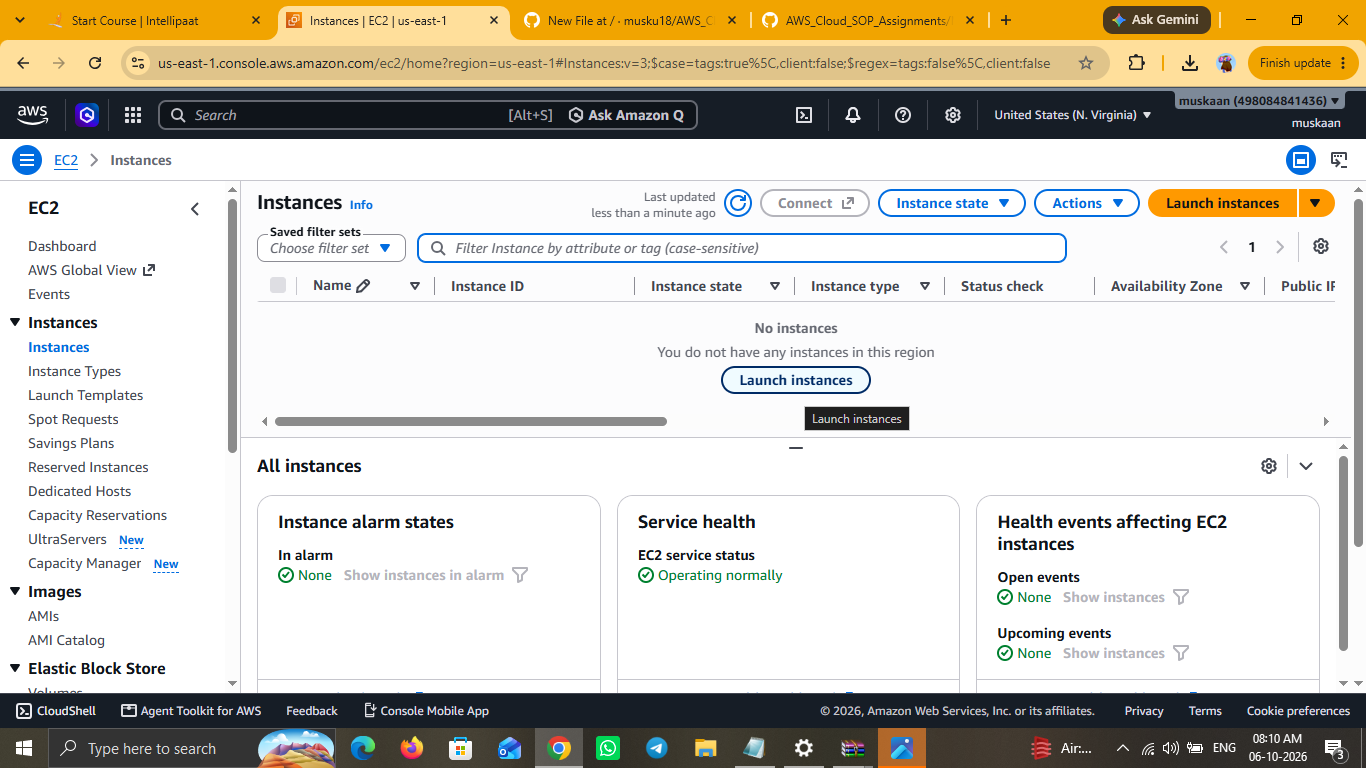 Start Course | Intellipaat
Instances | EC2 | us-east-1
New File at / · musku18/AWS_C
AWS_Cloud_SOP_Assignments/
Ask Gemini
us-east-1.console.aws.amazon.com/ec2/home?region=us-east-1#Instances:v=3;$case=tags:true%5C,client:false;$regex=tags:false%5C,client:false
Finish update
aws
Search [Alt+S] Ask Amazon Q
United States (N. Virginia)
muskaan (498084841436)
muskaan
EC2 Instances
EC2
Dashboard
AWS Global View
Events
Instances
Instances
Instance Types
Launch Templates
Spot Requests
Savings Plans
Reserved Instances
Dedicated Hosts
Capacity Reservations
UltraServers New
Capacity Manager New
Images
AMIs
AMI Catalog
Elastic Block Store
Volumes
Instances Info
Last updated
less than a minute ago
Connect
Instance state
Actions
Launch instances
Saved filter sets
Choose filter set
Filter Instance by attribute or tag (case-sensitive)
1
Name Instance ID Instance state Instance type Status check Availability Zone Public IP
No instances
You do not have any instances in this region
Launch instances
Launch instances
All instances
Instance alarm states
In alarm
None Show instances in alarm
Service health
EC2 service status
Operating normally
Health events affecting EC2
instances
Open events
None Show instances
Upcoming events
None Show instances
CloudShell Agent Toolkit for AWS Feedback Console Mobile App © 2026, Amazon Web Services, Inc. or its affiliates. Privacy Terms Cookie preferences
Type here to search
Air:...
ENG
08:10 AM
06-10-2026
3